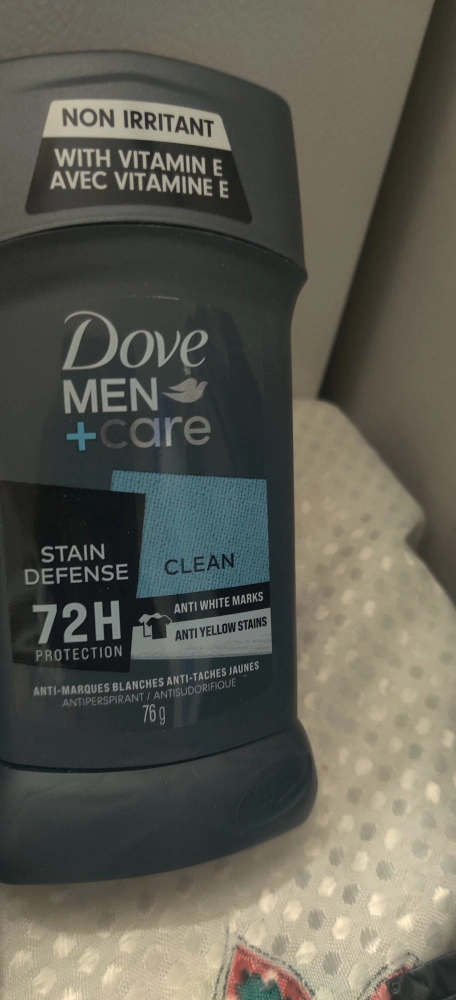 NON IRRITANT
WITH VITAMIN E
AVEC VITAMINE E
Dove
MEN
+care
STAIN
DEFENSE
CLEAN
72H
PROTECTION
ANTI WHITE MARKS
ANTI YELLOW STAINS
ANTI-MARQUES BLANCHES ANTI-TACHES JAUNES
ANTIPERSPIRANT / ANTISUDORIFIQUE
76 g